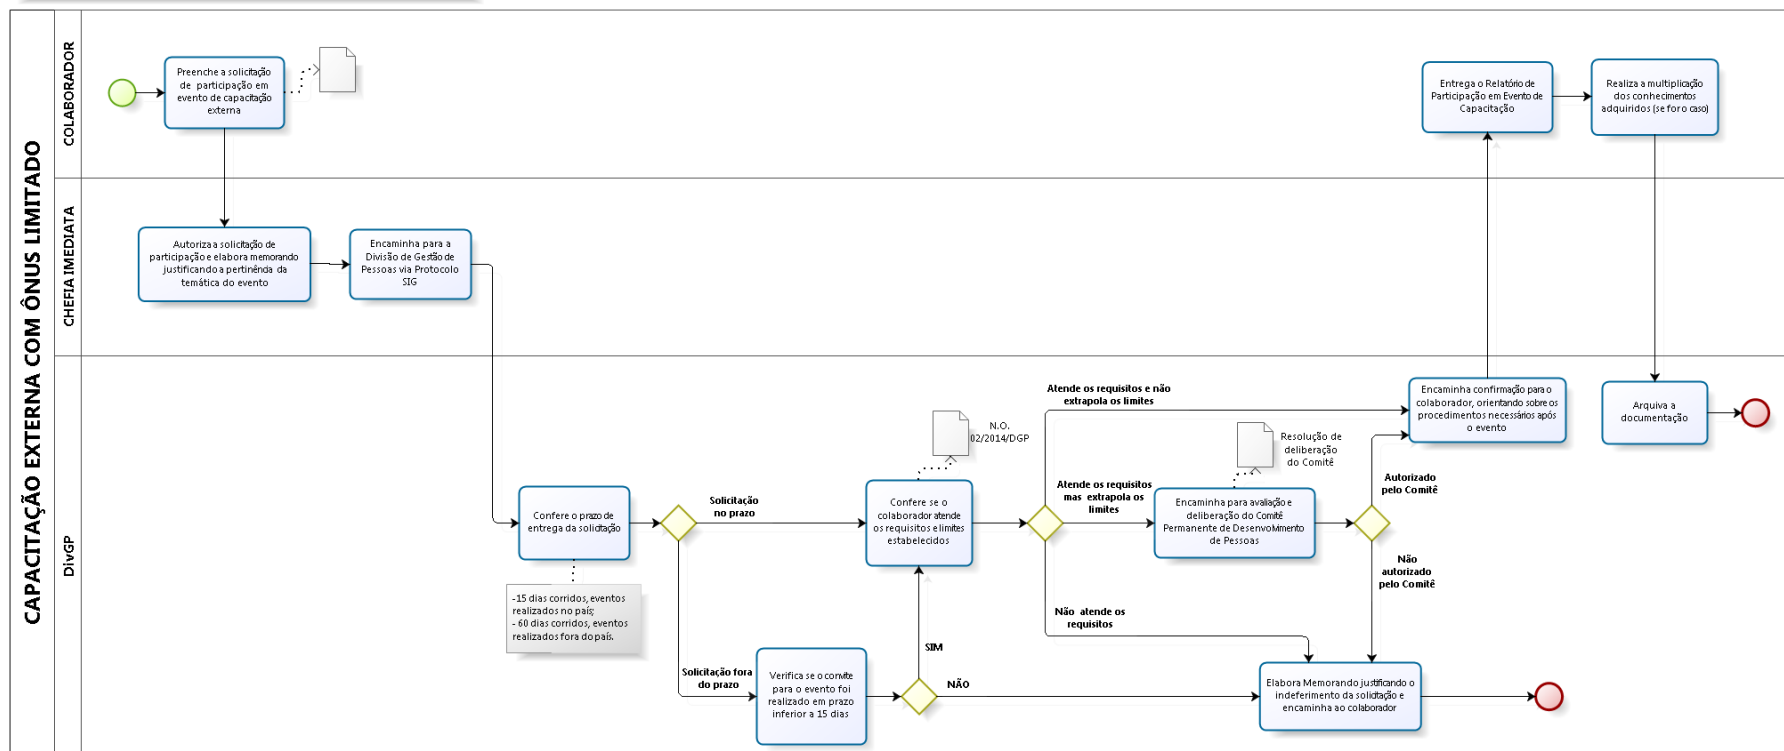 CAPACITAÇÃO EXTERNA COM ÔNUS LIMITADO
COLABORADOR
Preenche a solicitação
de participação em
evento de capacitação
externa
Entrega o Relatório de
Participação em Evento de
Capacitação
Realiza a multiplicação
dos conhecimentos
adquiridos (se for o caso)
CHEFIA IMEDIATA
Autoriza a solicitação de
participação e elabora memorando
justificando a pertinência da
temática do evento
Encaminha para a
Divisão de Gestão de
Pessoas via Protocolo
SIG
DivGP
Confere o prazo de
entrega da solicitação
-15 dias corridos, eventos
realizados no país;
- 60 dias corridos, eventos
realizados fora do país.
Solicitação
no prazo
Solicitação fora
do prazo
Verifica se o convite
para o evento foi
realizado em prazo
inferior a 15 dias
SIM
NÃO
Confere se o
colaborador atende
os requisitos e limites
estabelecidos
N.O.
02/2014/DGP
Atende os requisitos e não
extrapola os limites
Atende os requisitos
mas extrapola os
limites
Não atende os
requisitos
Encaminha para avaliação e
deliberação do Comitê
Permanente de Desenvolvimento
de Pessoas
Resolução de
deliberação
do Comitê
Autorizado
pelo Comitê
Não
autorizado
pelo Comitê
Encaminha confirmação para o
colaborador, orientando sobre os
procedimentos necessários após
o evento
Elabora Memorando justificando o
indeferimento da solicitação e
encaminha ao colaborador
Arquiva a
documentação